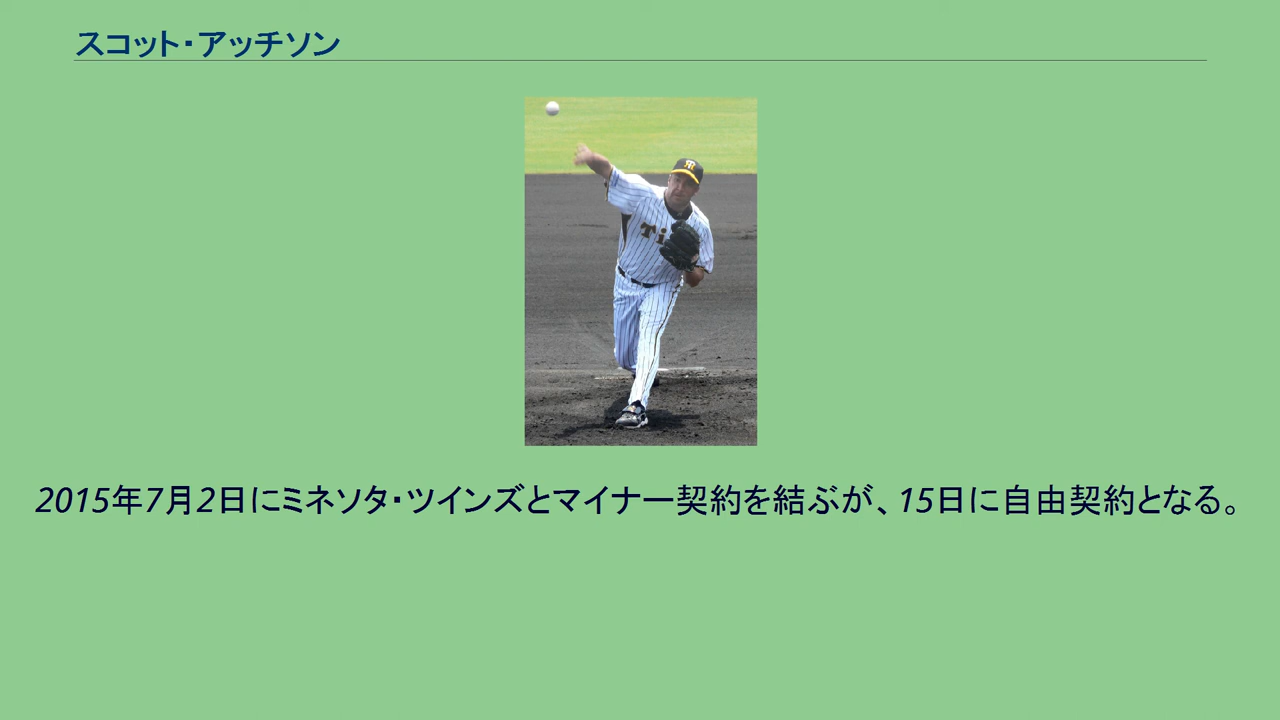 スコット・アッチソン
Ti
2015年7月2日にミネソタ・ツインズとマイナー契約を結ぶが、15日に自由契約となる。